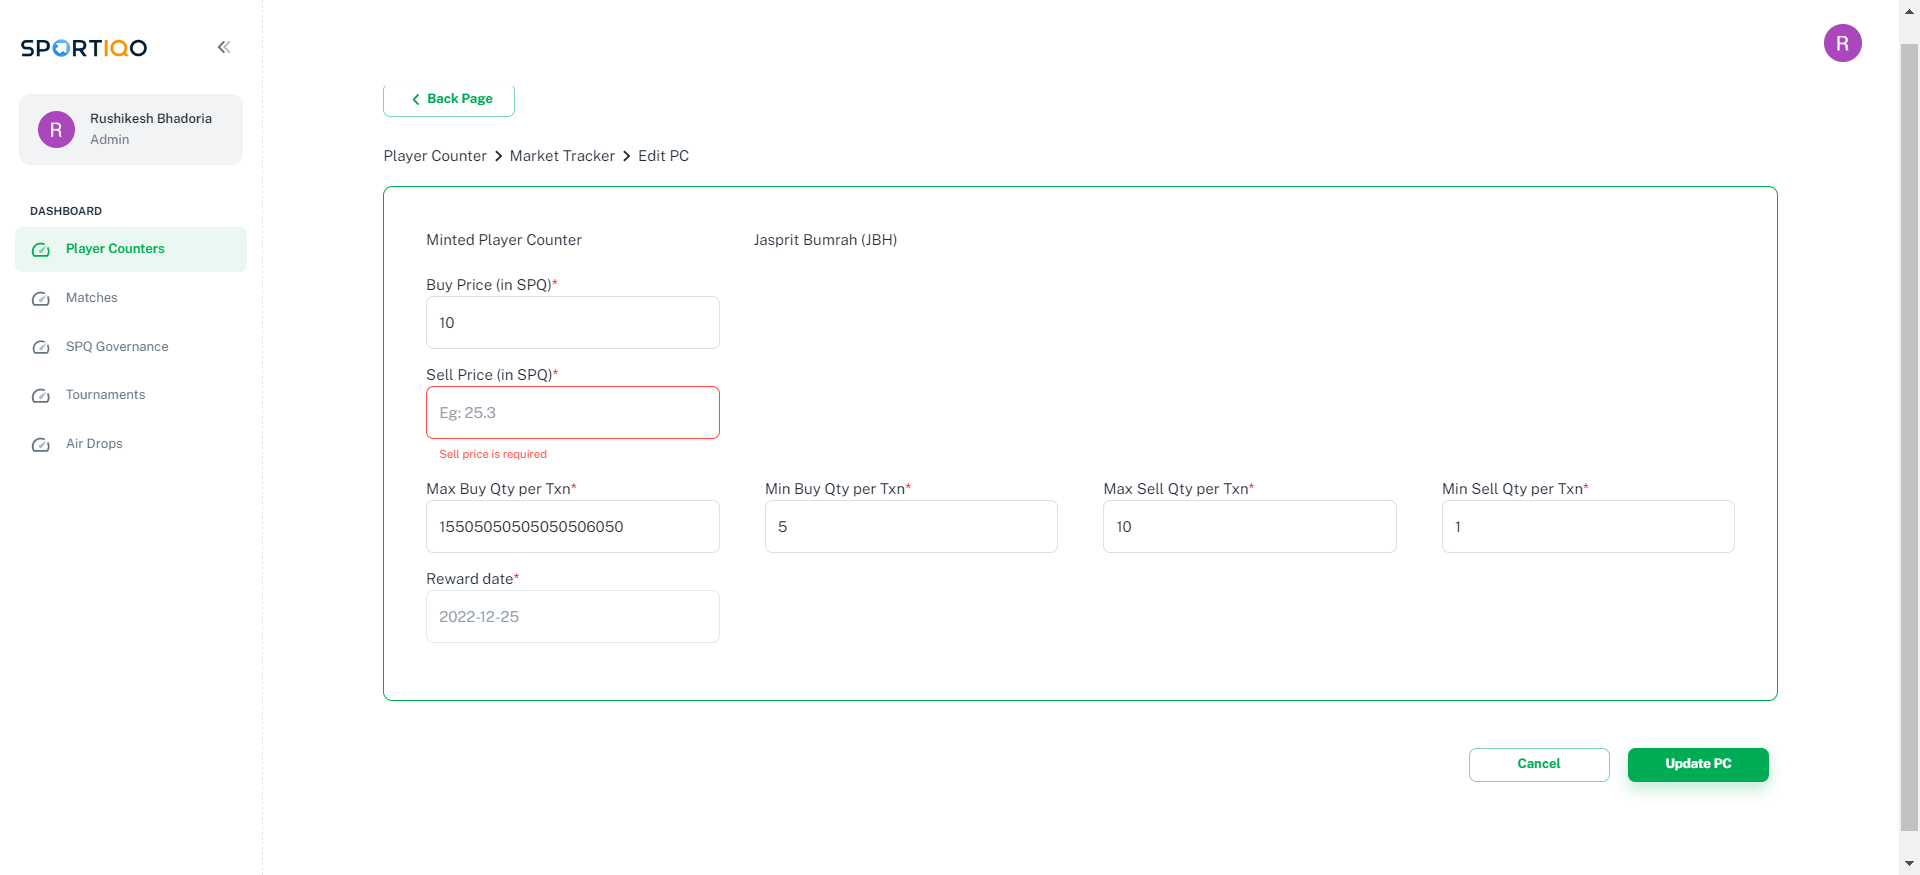 SPORTIQO
R
Rushikesh Bhadoria
Admin
R
DASHBOARD
Player Counters
Matches
SPQ Governance
Tournaments
Air Drops
Back Page
Player Counter > Market Tracker > Edit PC
Minted Player Counter Jasprit Bumrah (JBH)
Buy Price (in SPQ)*
10
Sell Price (in SPQ)*
Eg: 25.3
Sell price is required
Max Buy Qty per Txn* Min Buy Qty per Txn* Max Sell Qty per Txn* Min Sell Qty per Txn*
15505050505050506050 5 10 1
Reward date*
2022-12-25
Cancel Update PC